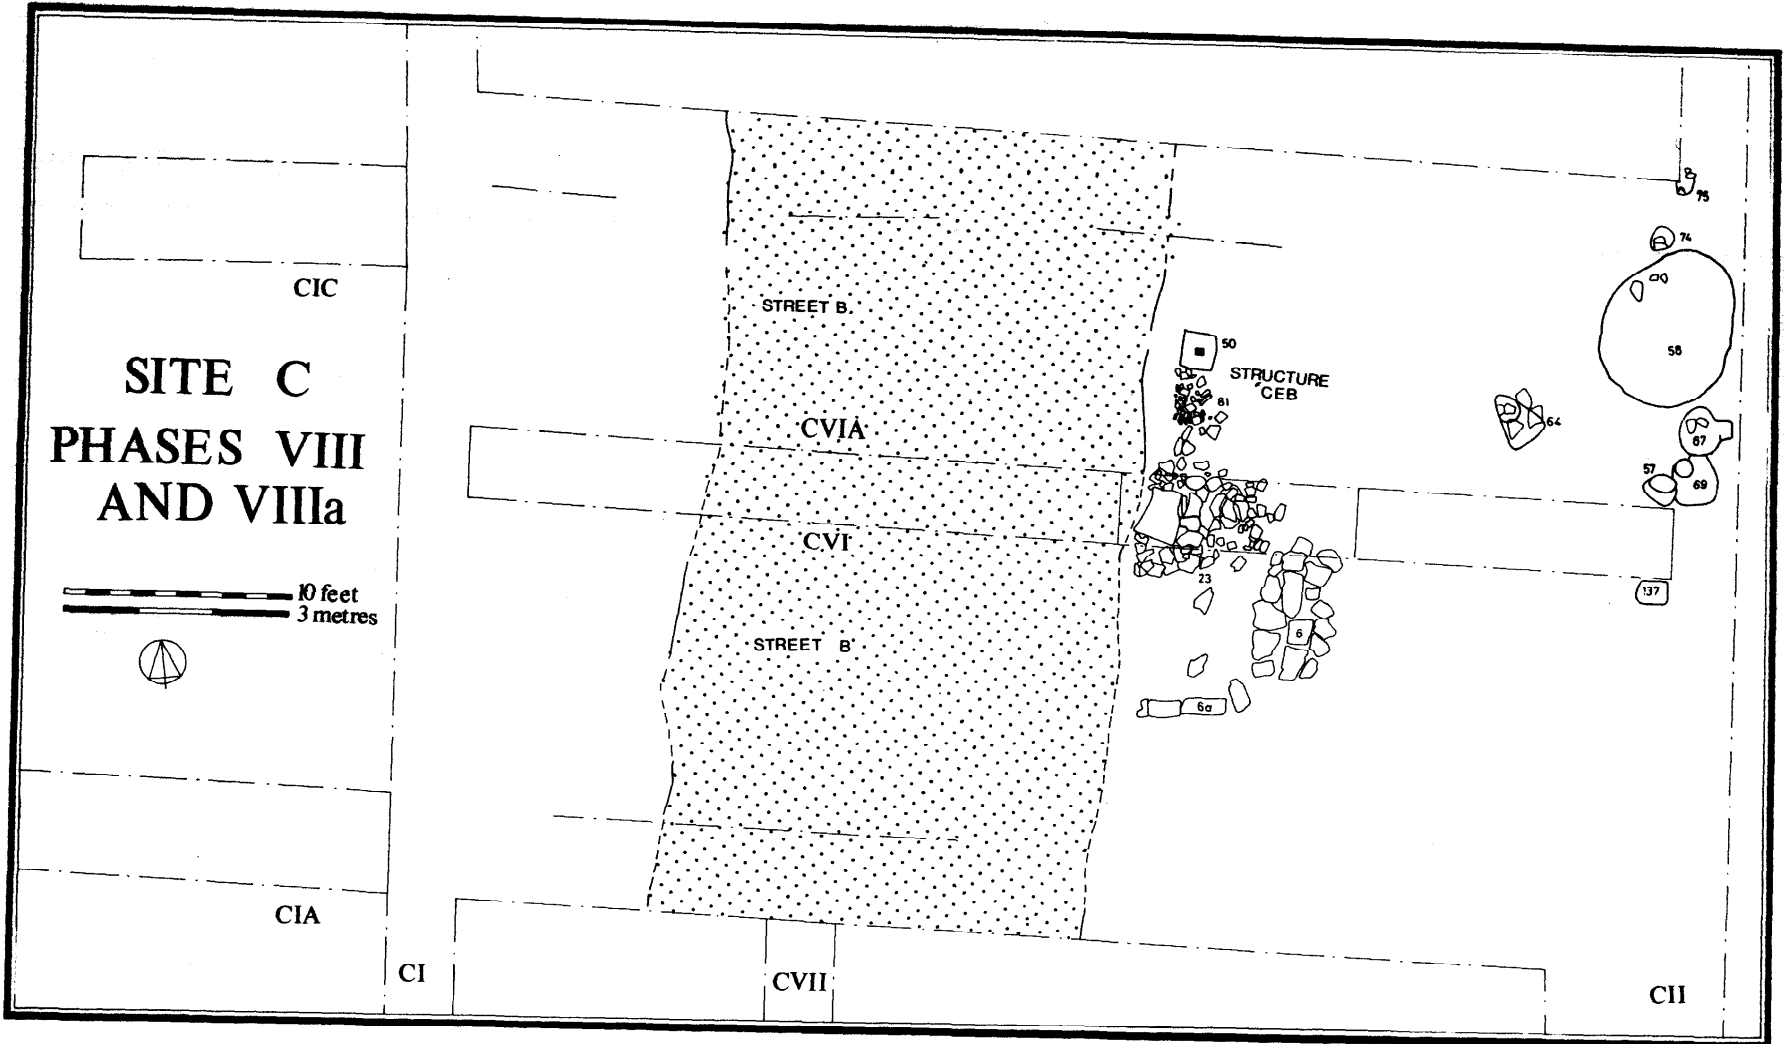 75
74
CIC
STREET B.
50
58
SITE C
STRUCTURE
CEB
61
CVIA
64
67
PHASES VIII
57
69
AND VIIIa
CVI
23
10 feet
3 metres
137
6
STREET B
6a
CIA
CI
CVII
CII